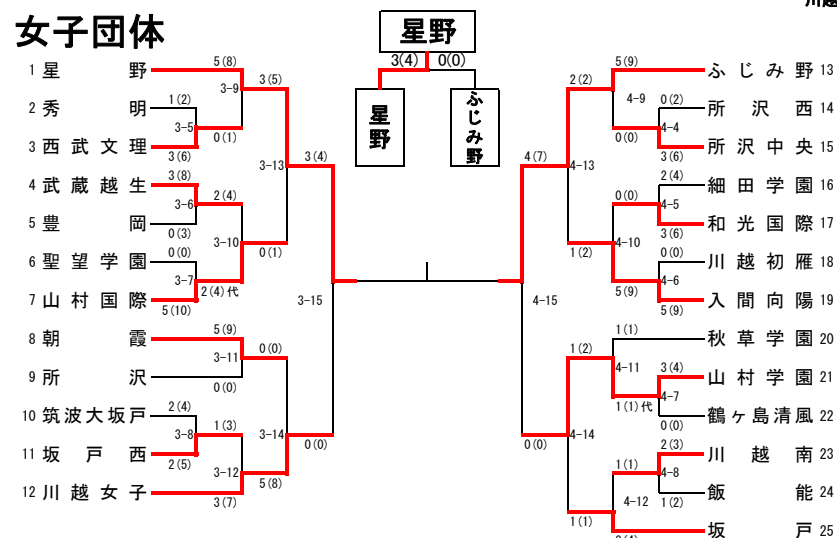 川越
女子団体
星野
3(4) 0(0)
星野
ふじみ野
1 星野
2 秀明
3 西武文理
4 武蔵越生
5 豊岡
6 聖望学園
7 山村国際
8 朝霞
9 所沢
10 筑波大坂戸
11 坂戸西
12 川越女子
5(8)
1(2)
3-5
3(6)
3-9
0(1)
3(5)
3(8)
3-6
0(3)
2(4)
3-10
0(0)
3-7
5(10)
2(4)代
3-13
0(1)
3(4)
5(9)
3-11
0(0)
0(0)
2(4)
3-8
2(5)
1(3)
3-12
3(7)
3-14
5(8)
3-15
0(0)
ふじみ野 13
所沢西 14
所沢中央 15
細田学園 16
和光国際 17
川越初雁 18
入間向陽 19
秋草学園 20
山村学園 21
鶴ヶ島清風 22
川越南 23
飯能 24
坂戸 25
5(9)
0(2)
4-4
3(6)
4-9
0(0)
2(2)
2(4)
4-5
3(6)
0(0)
4-10
0(0)
4-6
5(9)
5(9)
4-13
1(2)
4(7)
1(1)
4-11
3(4)
4-7
0(0)
1(1)代
1(2)
2(3)
4-8
1(2)
1(1)
4-12
4-14
1(1)
4-15
0(0)